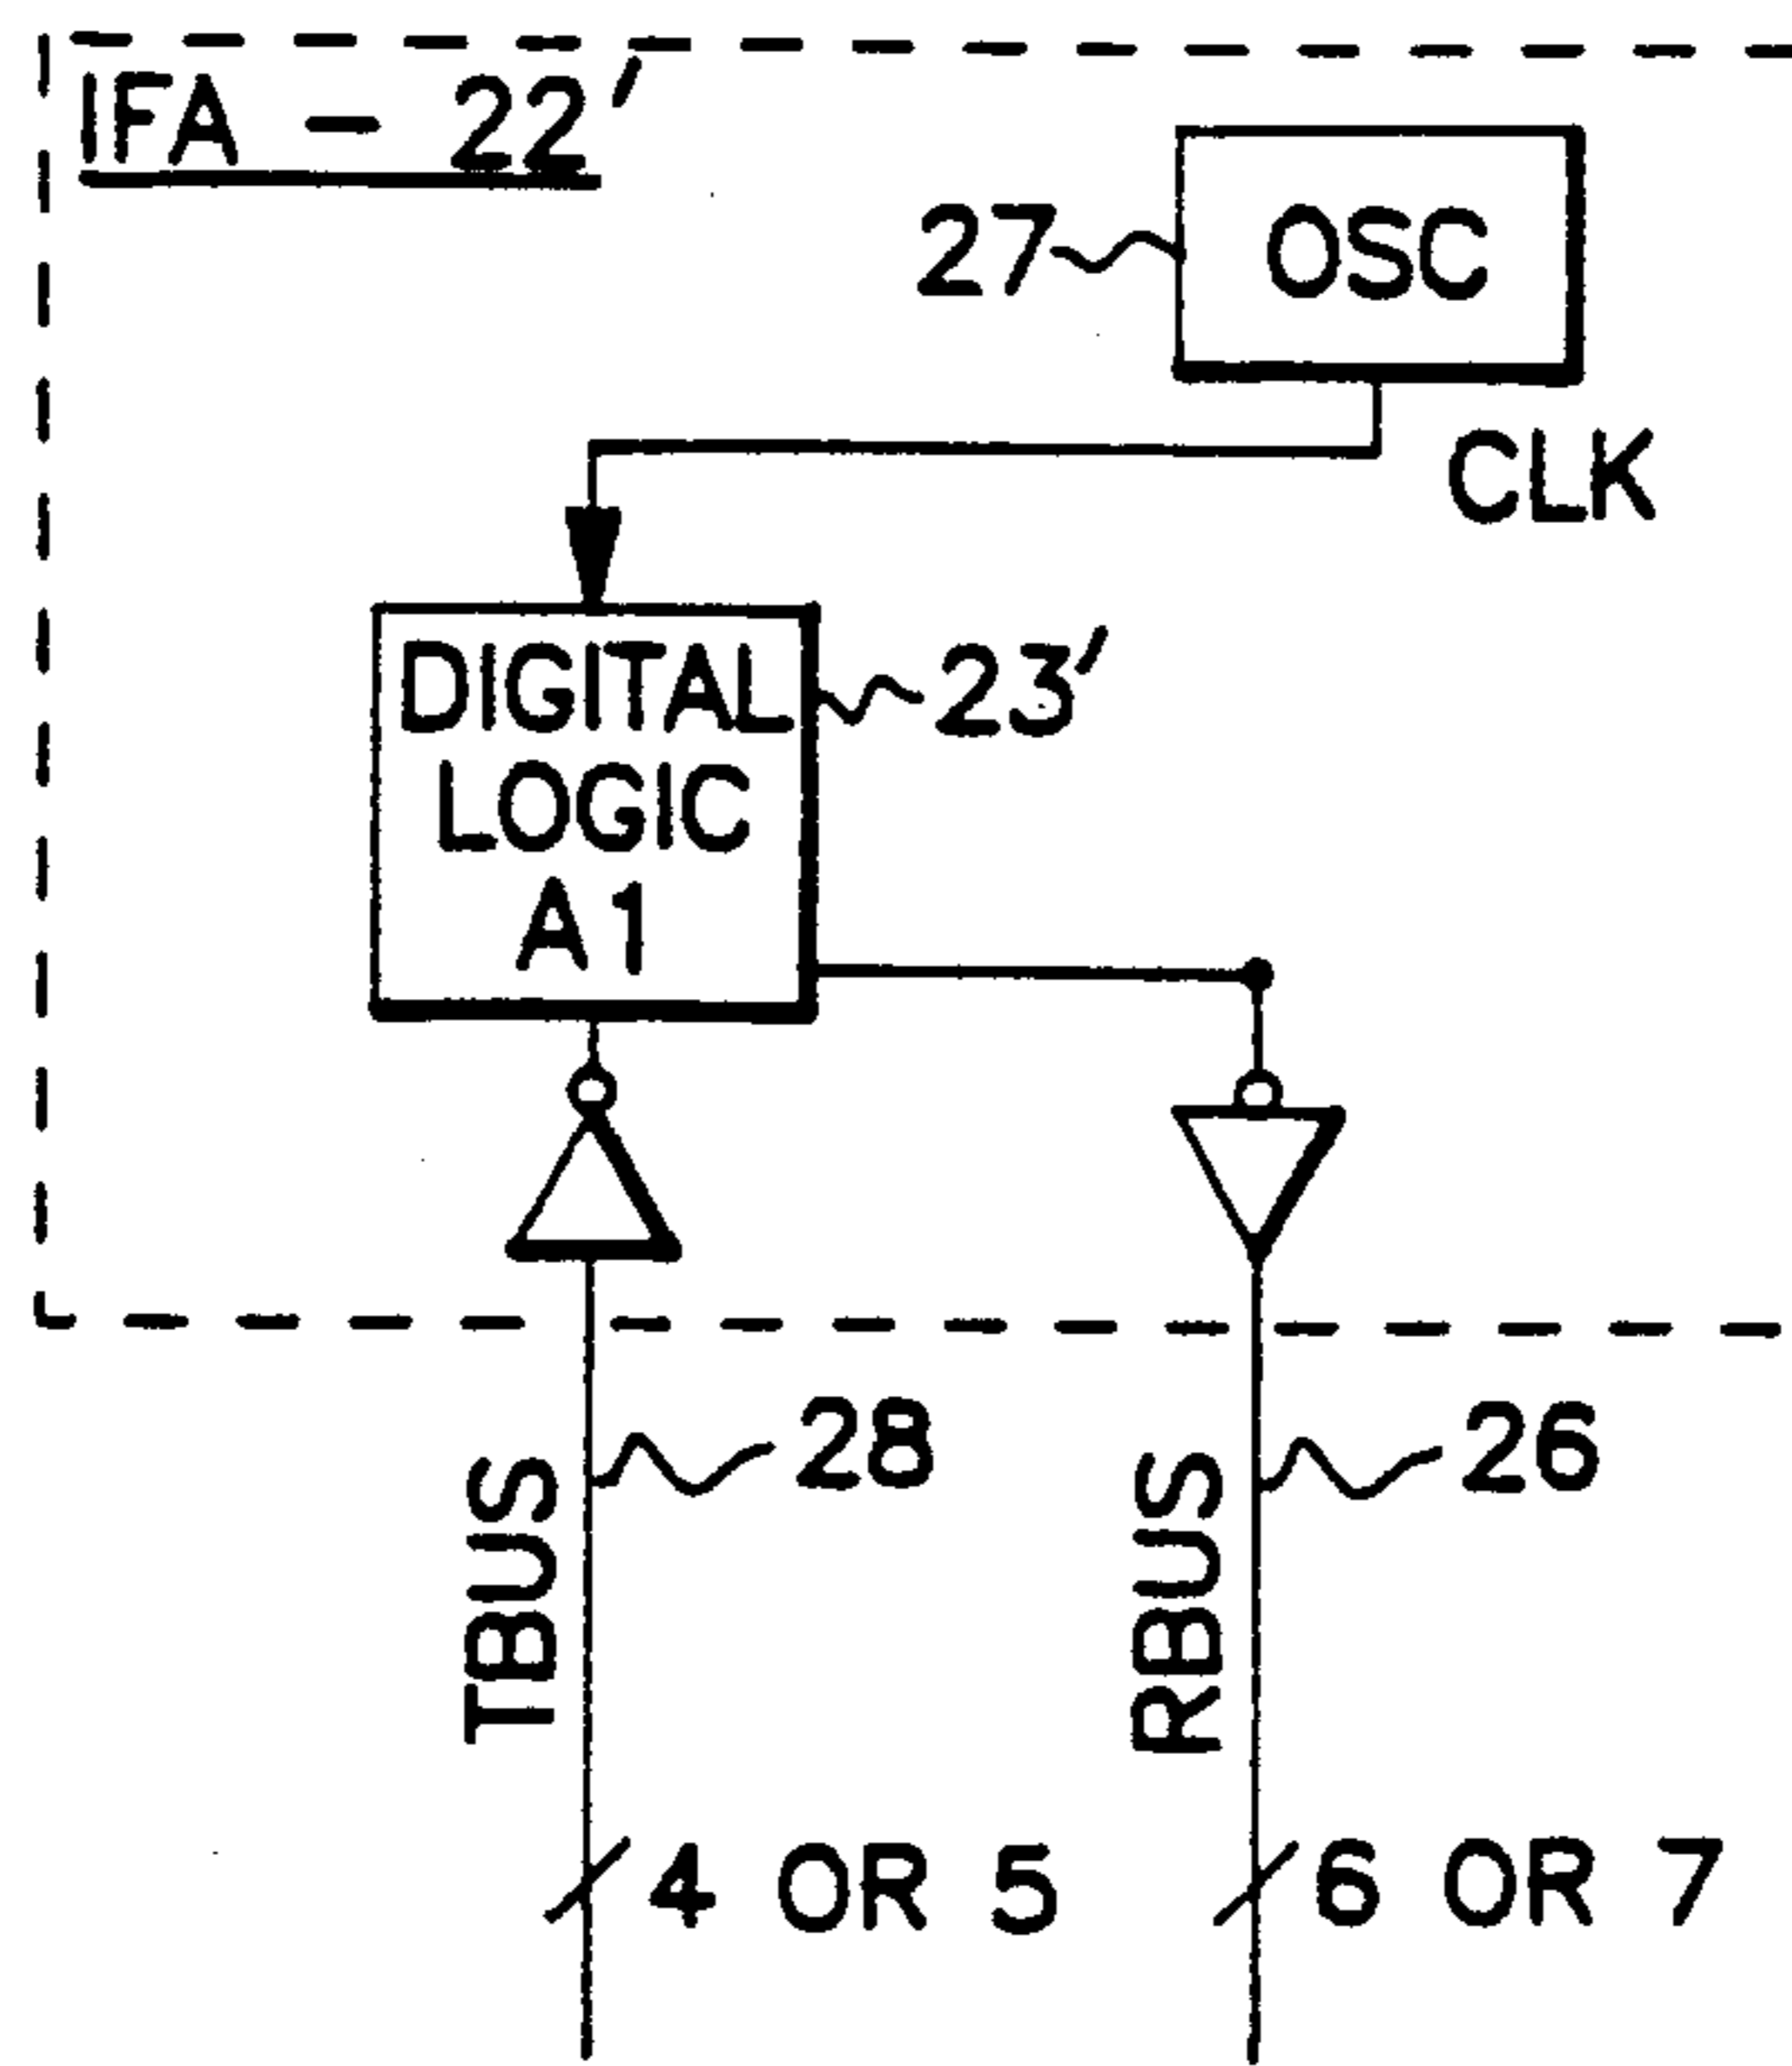 IFA - 22'
27
OSC
CLK
DIGITAL
LOGIC
A1
23'
28
26
TBUS
RBUS
4 OR 5
6 OR 7